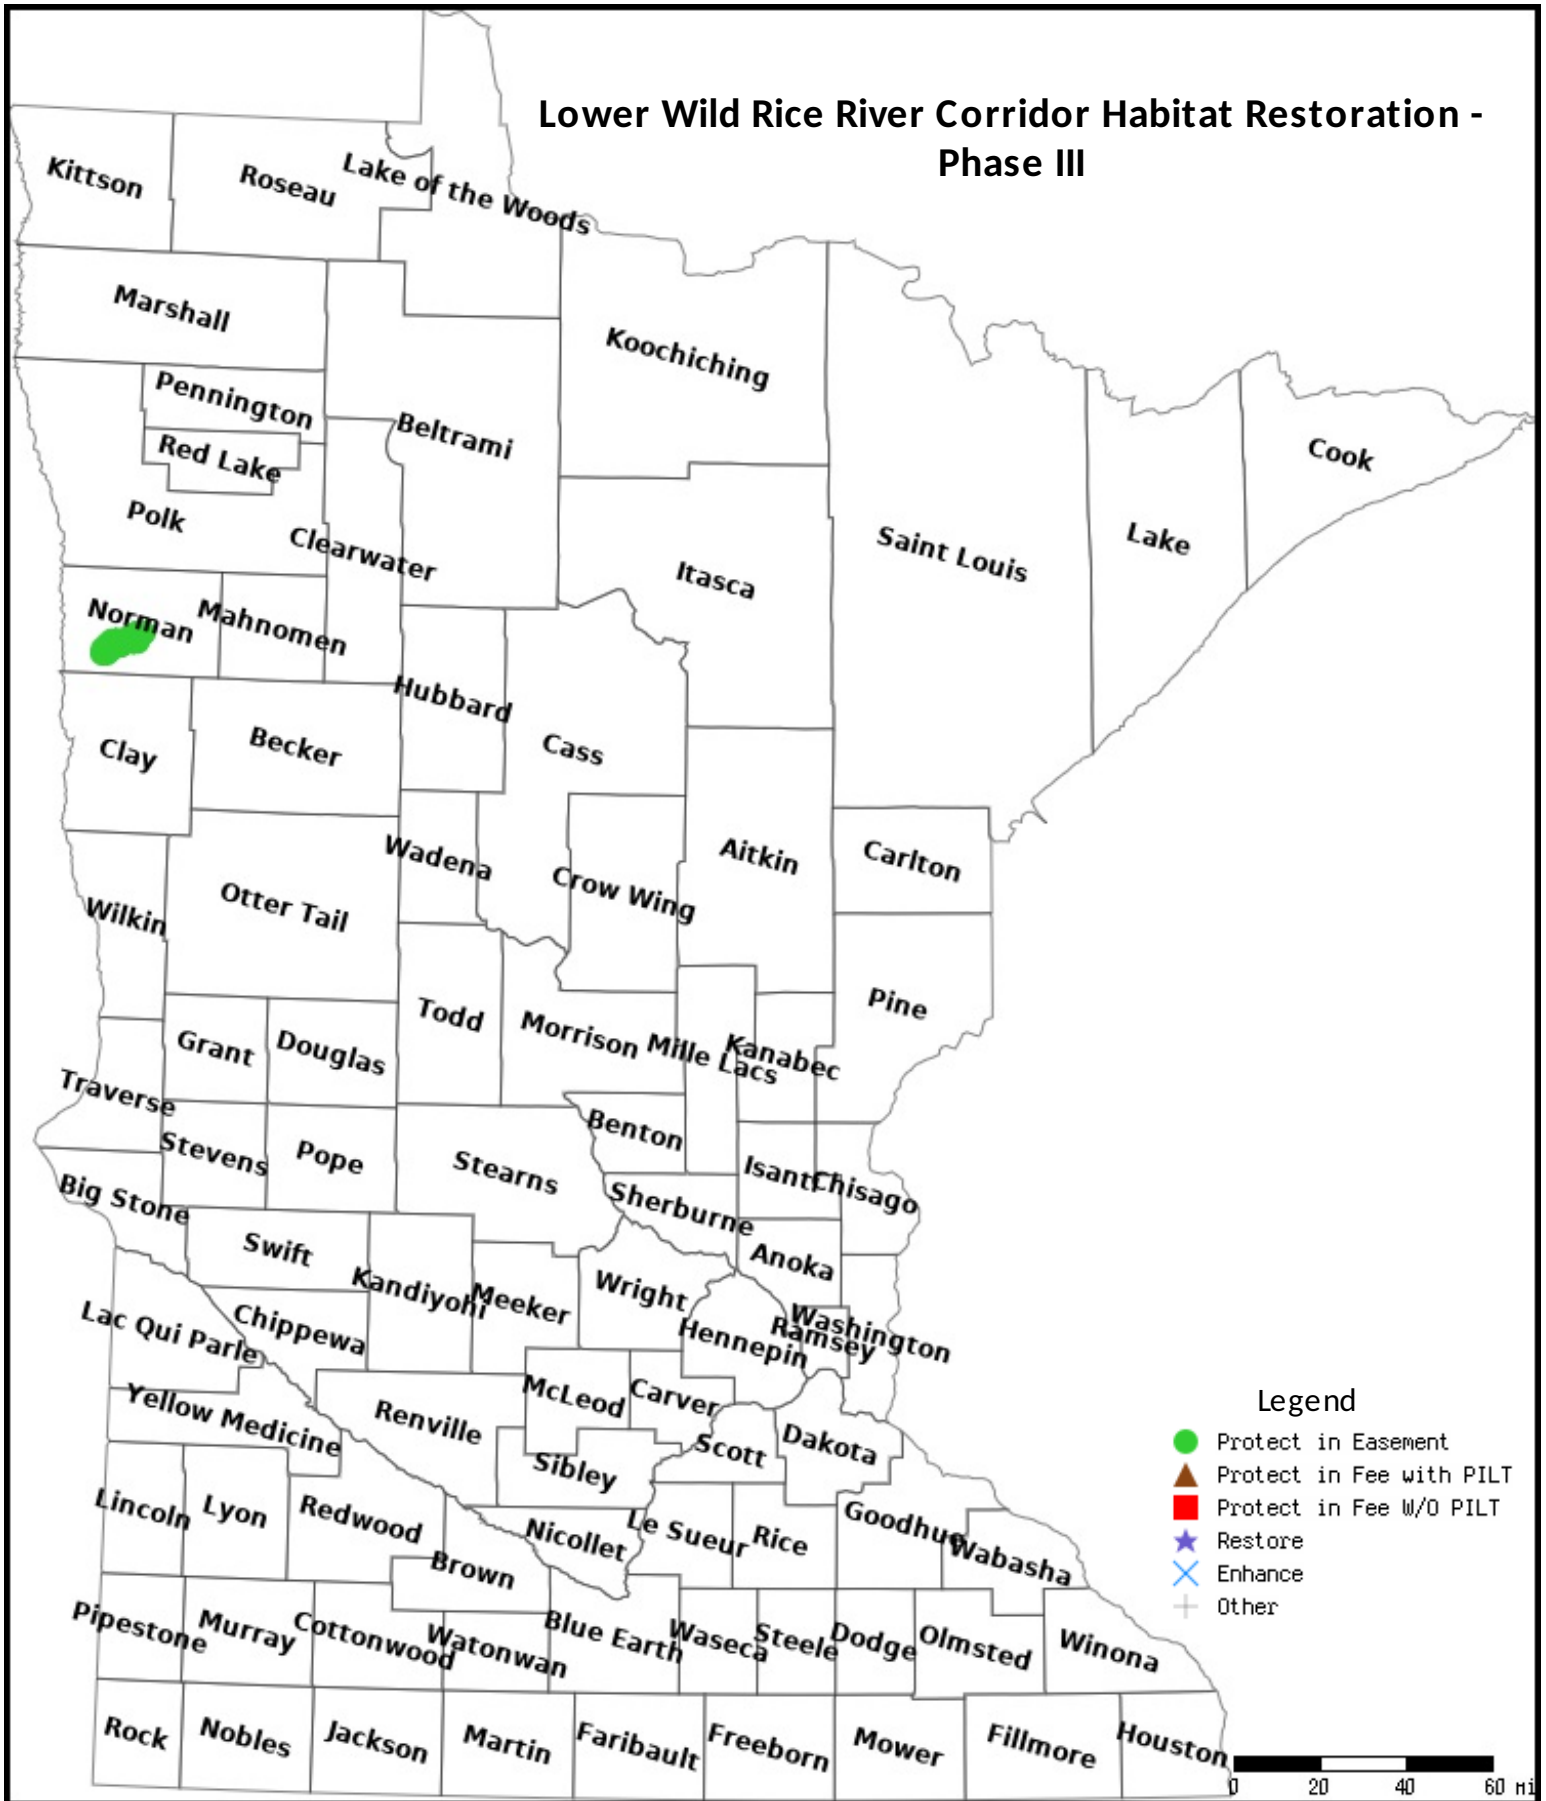 Lower Wild Rice River Corridor Habitat Restoration -
Phase III
Kittson
Roseau
Lake of the Woods
Marshall
Koochiching
Pennington
Beltrami
Red Lake
Cook
Polk
Clearwater
Saint Louis
Lake
Itasca
Norman
Mahnomen
Hubbard
Clay
Becker
Cass
Wadena
Aitkin
Carlton
Otter Tail
Crow Wing
Wilkin
Pine
Todd
Morrison
Grant
Douglas
Mille Lacs
Kanabec
Traverse
Benton
Stevens
Pope
Stearns
Isanti
Chisago
Big Stone
Sherburne
Swift
Anoka
Kandiyohi
Meeker
Wright
Lac Qui Parle
Chippewa
Hennepin
Ramsey
Washington
McLeod
Carver
Yellow Medicine
Renville
Scott
Dakota
Sibley
Legend
Protect in Easement
Protect in Fee with PILT
Protect in Fee W/O PILT
Restore
Enhance
Other
Lincoln
Lyon
Redwood
Nicollet
Le Sueur
Rice
Goodhue
Wabasha
Brown
Pipestone
Murray
Cottonwood
Watonwan
Blue Earth
Waseca
Steele
Dodge
Olmsted
Winona
Rock
Nobles
Jackson
Martin
Faribault
Freeborn
Mower
Fillmore
Houston
0 20 40 60 mi